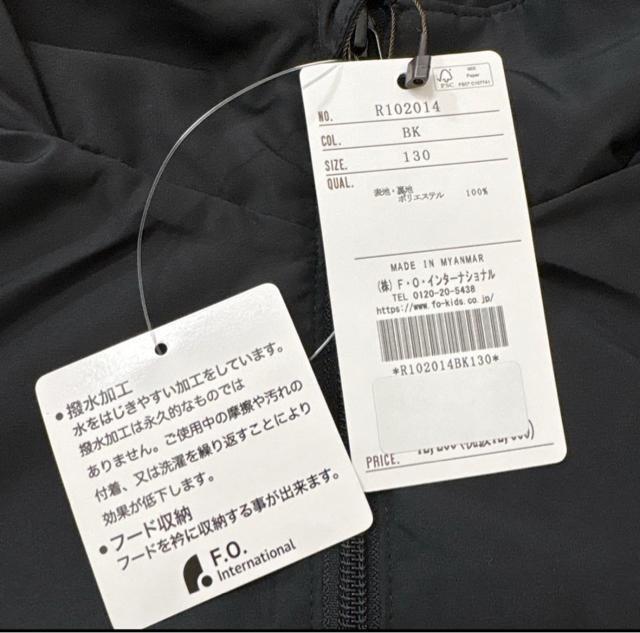 FSC
MIX
Paper
NO. R102014
COL. BK
SIZE. 130
QUAL.
表地・裏地
ポリエステル 100%
MADE IN MYANMAR
(株) F・O・インターナショナル
TEL 0120-20-5438
https://www.fo-kids.co.jp/
*R102014BK130*
PRICE.
•撥水加工
水をはじきやすい加工をしています。
撥水加工は永久的なものでは
ありません。ご使用中の摩擦や汚れの
付着、又は洗濯を繰り返すことにより
効果が低下します。
•フード収納
フードを衿に収納する事が出来ます。
F.O.
International